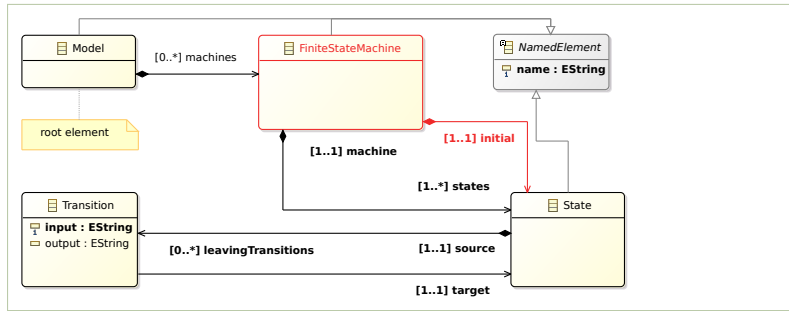 Model
FiniteStateMachine
NamedElement
name : EString
[0..*] machines
root element
[1..1] machine
[1..1] initial
[1..*] states
Transition
State
input : EString
output : EString
[0..*] leavingTransitions
[1..1] source
[1..1] target